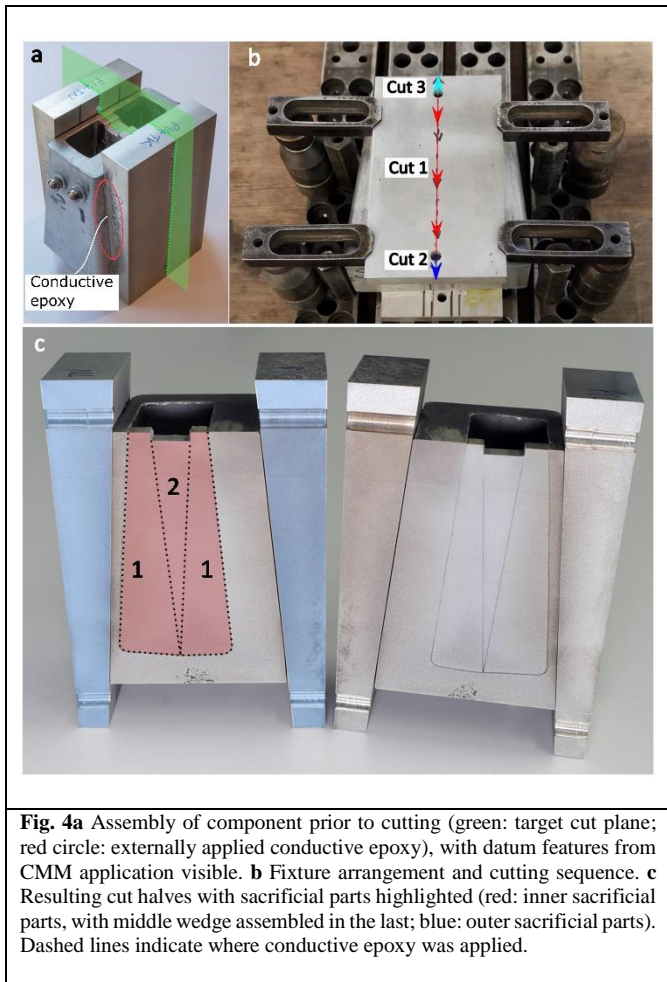 a
b
Conductive
epoxy
Cut 3
Cut 1
Cut 2
c
2
1
1
Fig. 4a Assembly of component prior to cutting (green: target cut plane;
red circle: externally applied conductive epoxy), with datum features from
CMM application visible. b Fixture arrangement and cutting sequence. c
Resulting cut halves with sacrificial parts highlighted (red: inner sacrificial
parts, with middle wedge assembled in the last; blue: outer sacrificial parts).
Dashed lines indicate where conductive epoxy was applied.